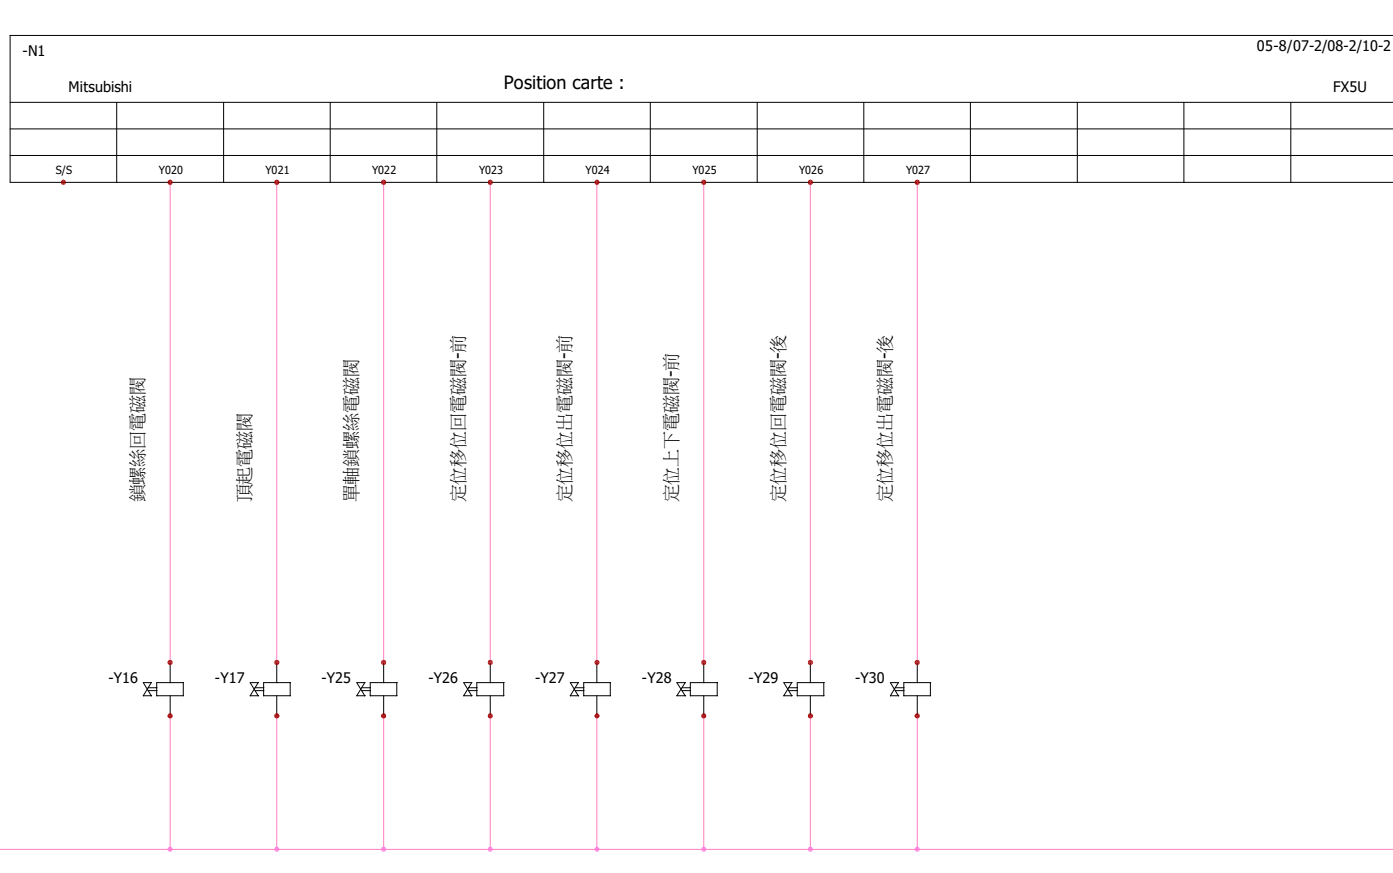 -N1
05-8/07-2/08-2/10-2
Mitsubishi
Position carte :
FX5U
S/S
Y020
Y021
Y022
Y023
Y024
Y025
Y026
Y027
鎖螺絲回電磁閥
頂起電磁閥
單軸鎖螺絲電磁閥
定位移位回電磁閥-前
定位移位出電磁閥-前
定位上下電磁閥-前
定位移位回電磁閥-後
定位移位出電磁閥-後
-Y16
-Y17
-Y25
-Y26
-Y27
-Y28
-Y29
-Y30